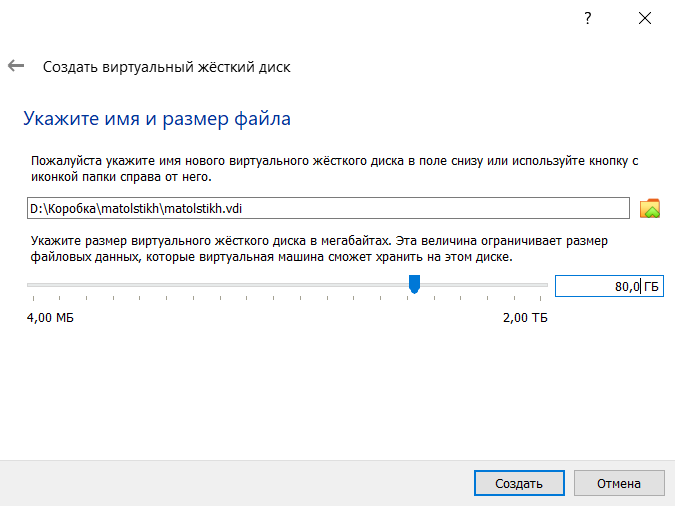 ?
Создать виртуальный жёсткий диск
Укажите имя и размер файла
Пожалуйста укажите имя нового виртуального жёсткого диска в поле снизу или используйте кнопку с
иконкой папки справа от него.
D:\Коробка\matolstikh\matolstikh.vdi
Укажите размер виртуального жёсткого диска в мегабайтах. Эта величина ограничивает размер
файловых данных, которые виртуальная машина сможет хранить на этом диске.
80,0 ГБ
4,00 МБ 2,00 ТБ
Создать Отмена